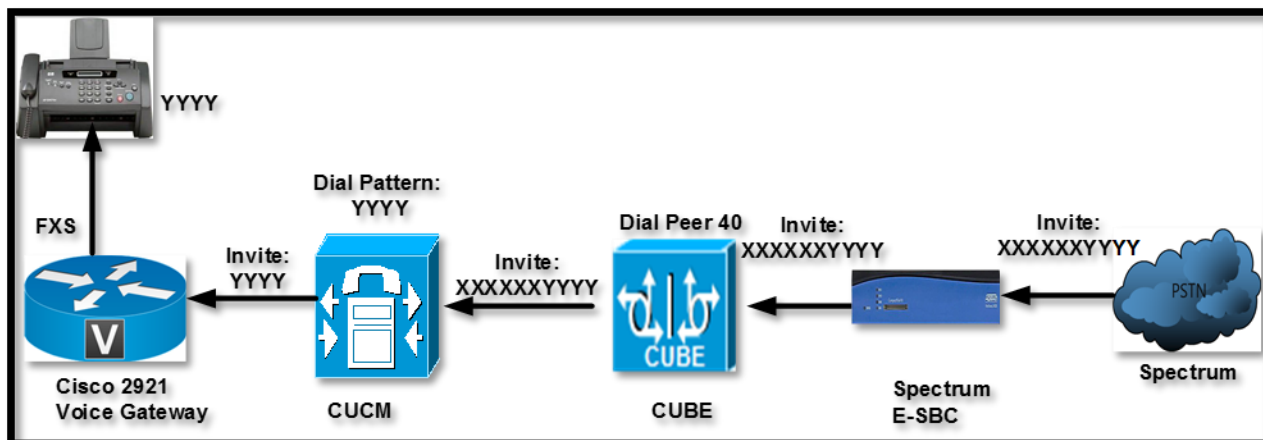 YYYY
FXS
Dial Pattern:
YYYY
Dial Peer 40
Invite:
YYYY
Invite:
XXXXXXYYYY
Invite:
XXXXXXYYYY
Invite:
XXXXXXYYYY
PSTN
V
CUBE
Cisco 2921
Voice Gateway
CUCM
CUBE
Spectrum
E-SBC
Spectrum